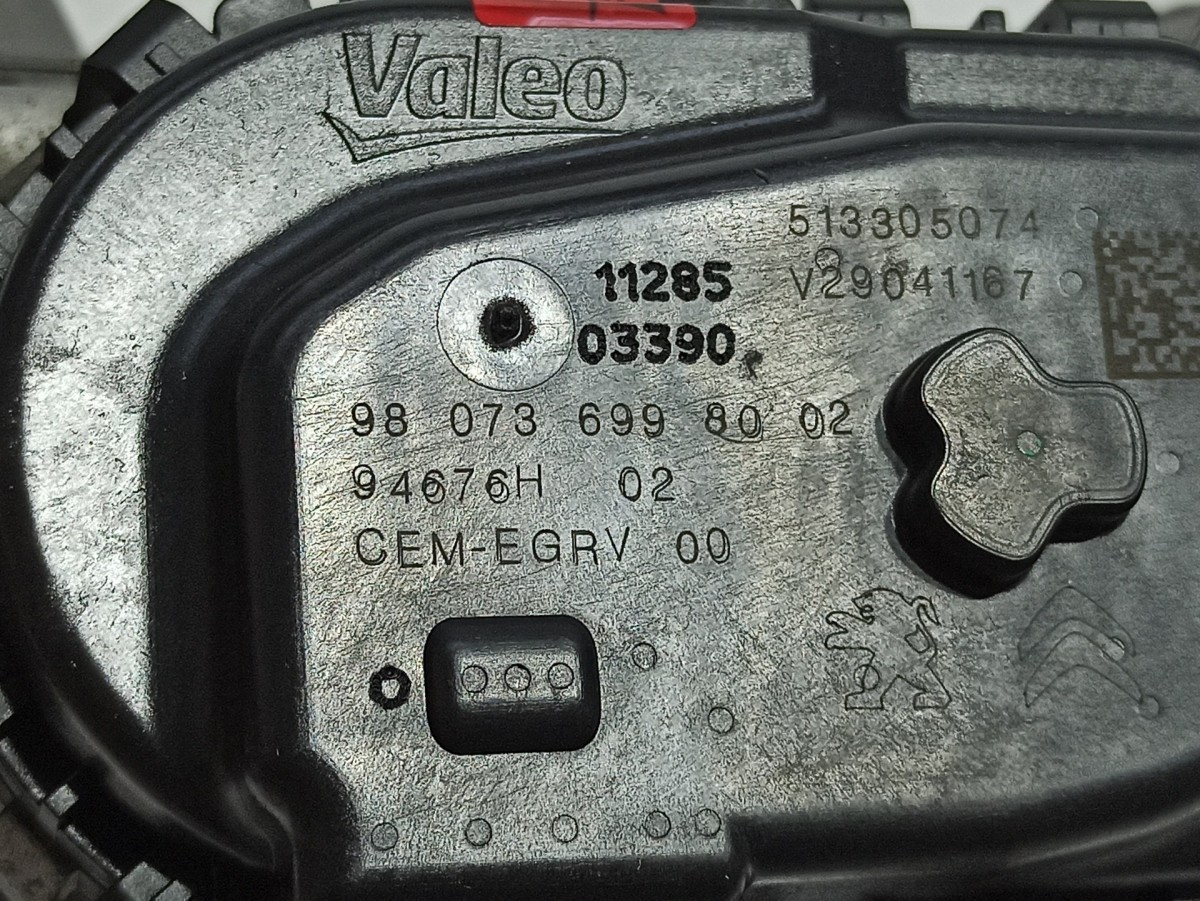 Valeo
513305074
V29041167
11285
03390
98 073 699 80 02
94676H 02
CEM-EGRV 00